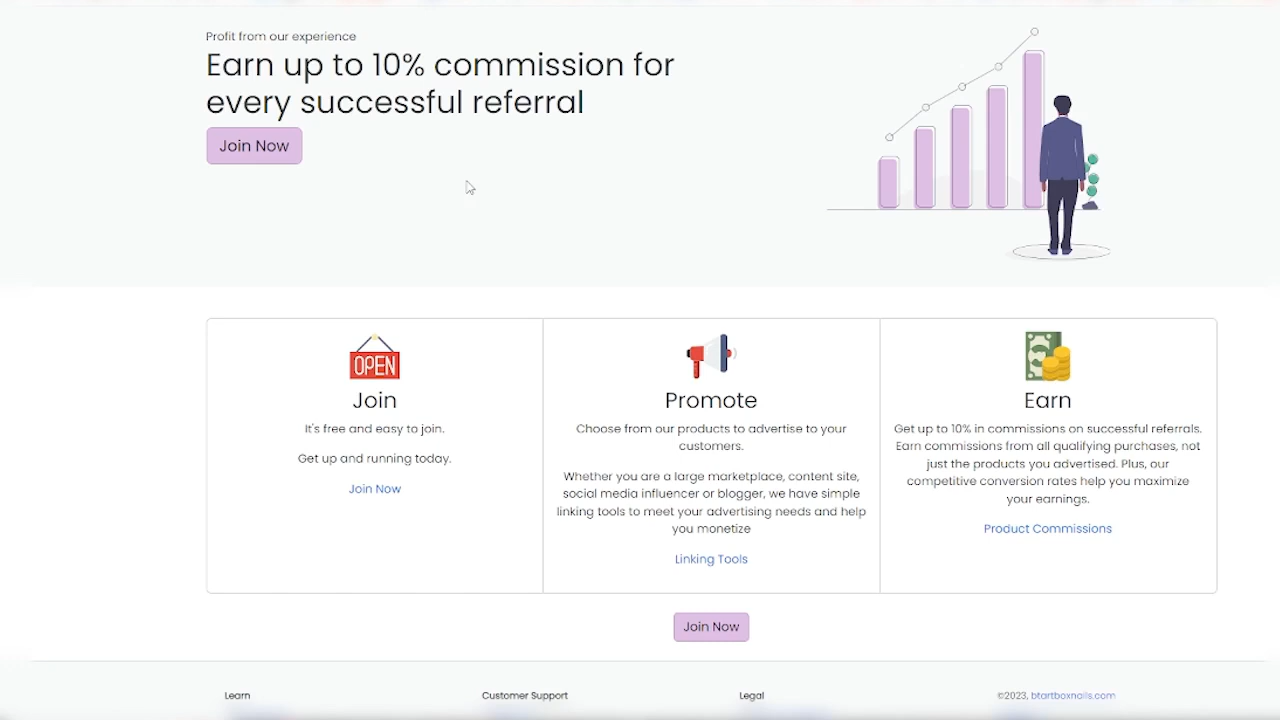 Profit from our experience
Earn up to 10% commission for
every successful referral
Join Now
OPEN
Join
It's free and easy to join.
Get up and running today.
Join Now
Promote
Choose from our products to advertise to your
customers.
Whether you are a large marketplace, content site,
social media influencer or blogger, we have simple
linking tools to meet your advertising needs and help
you monetize
Linking Tools
Earn
Get up to 10% in commissions on successful referrals.
Earn commissions from all qualifying purchases, not
just the products you advertised. Plus, our
competitive conversion rates help you maximize
your earnings.
Product Commissions
Join Now
Learn
Customer Support
Legal
©2023, btartboxnails.com